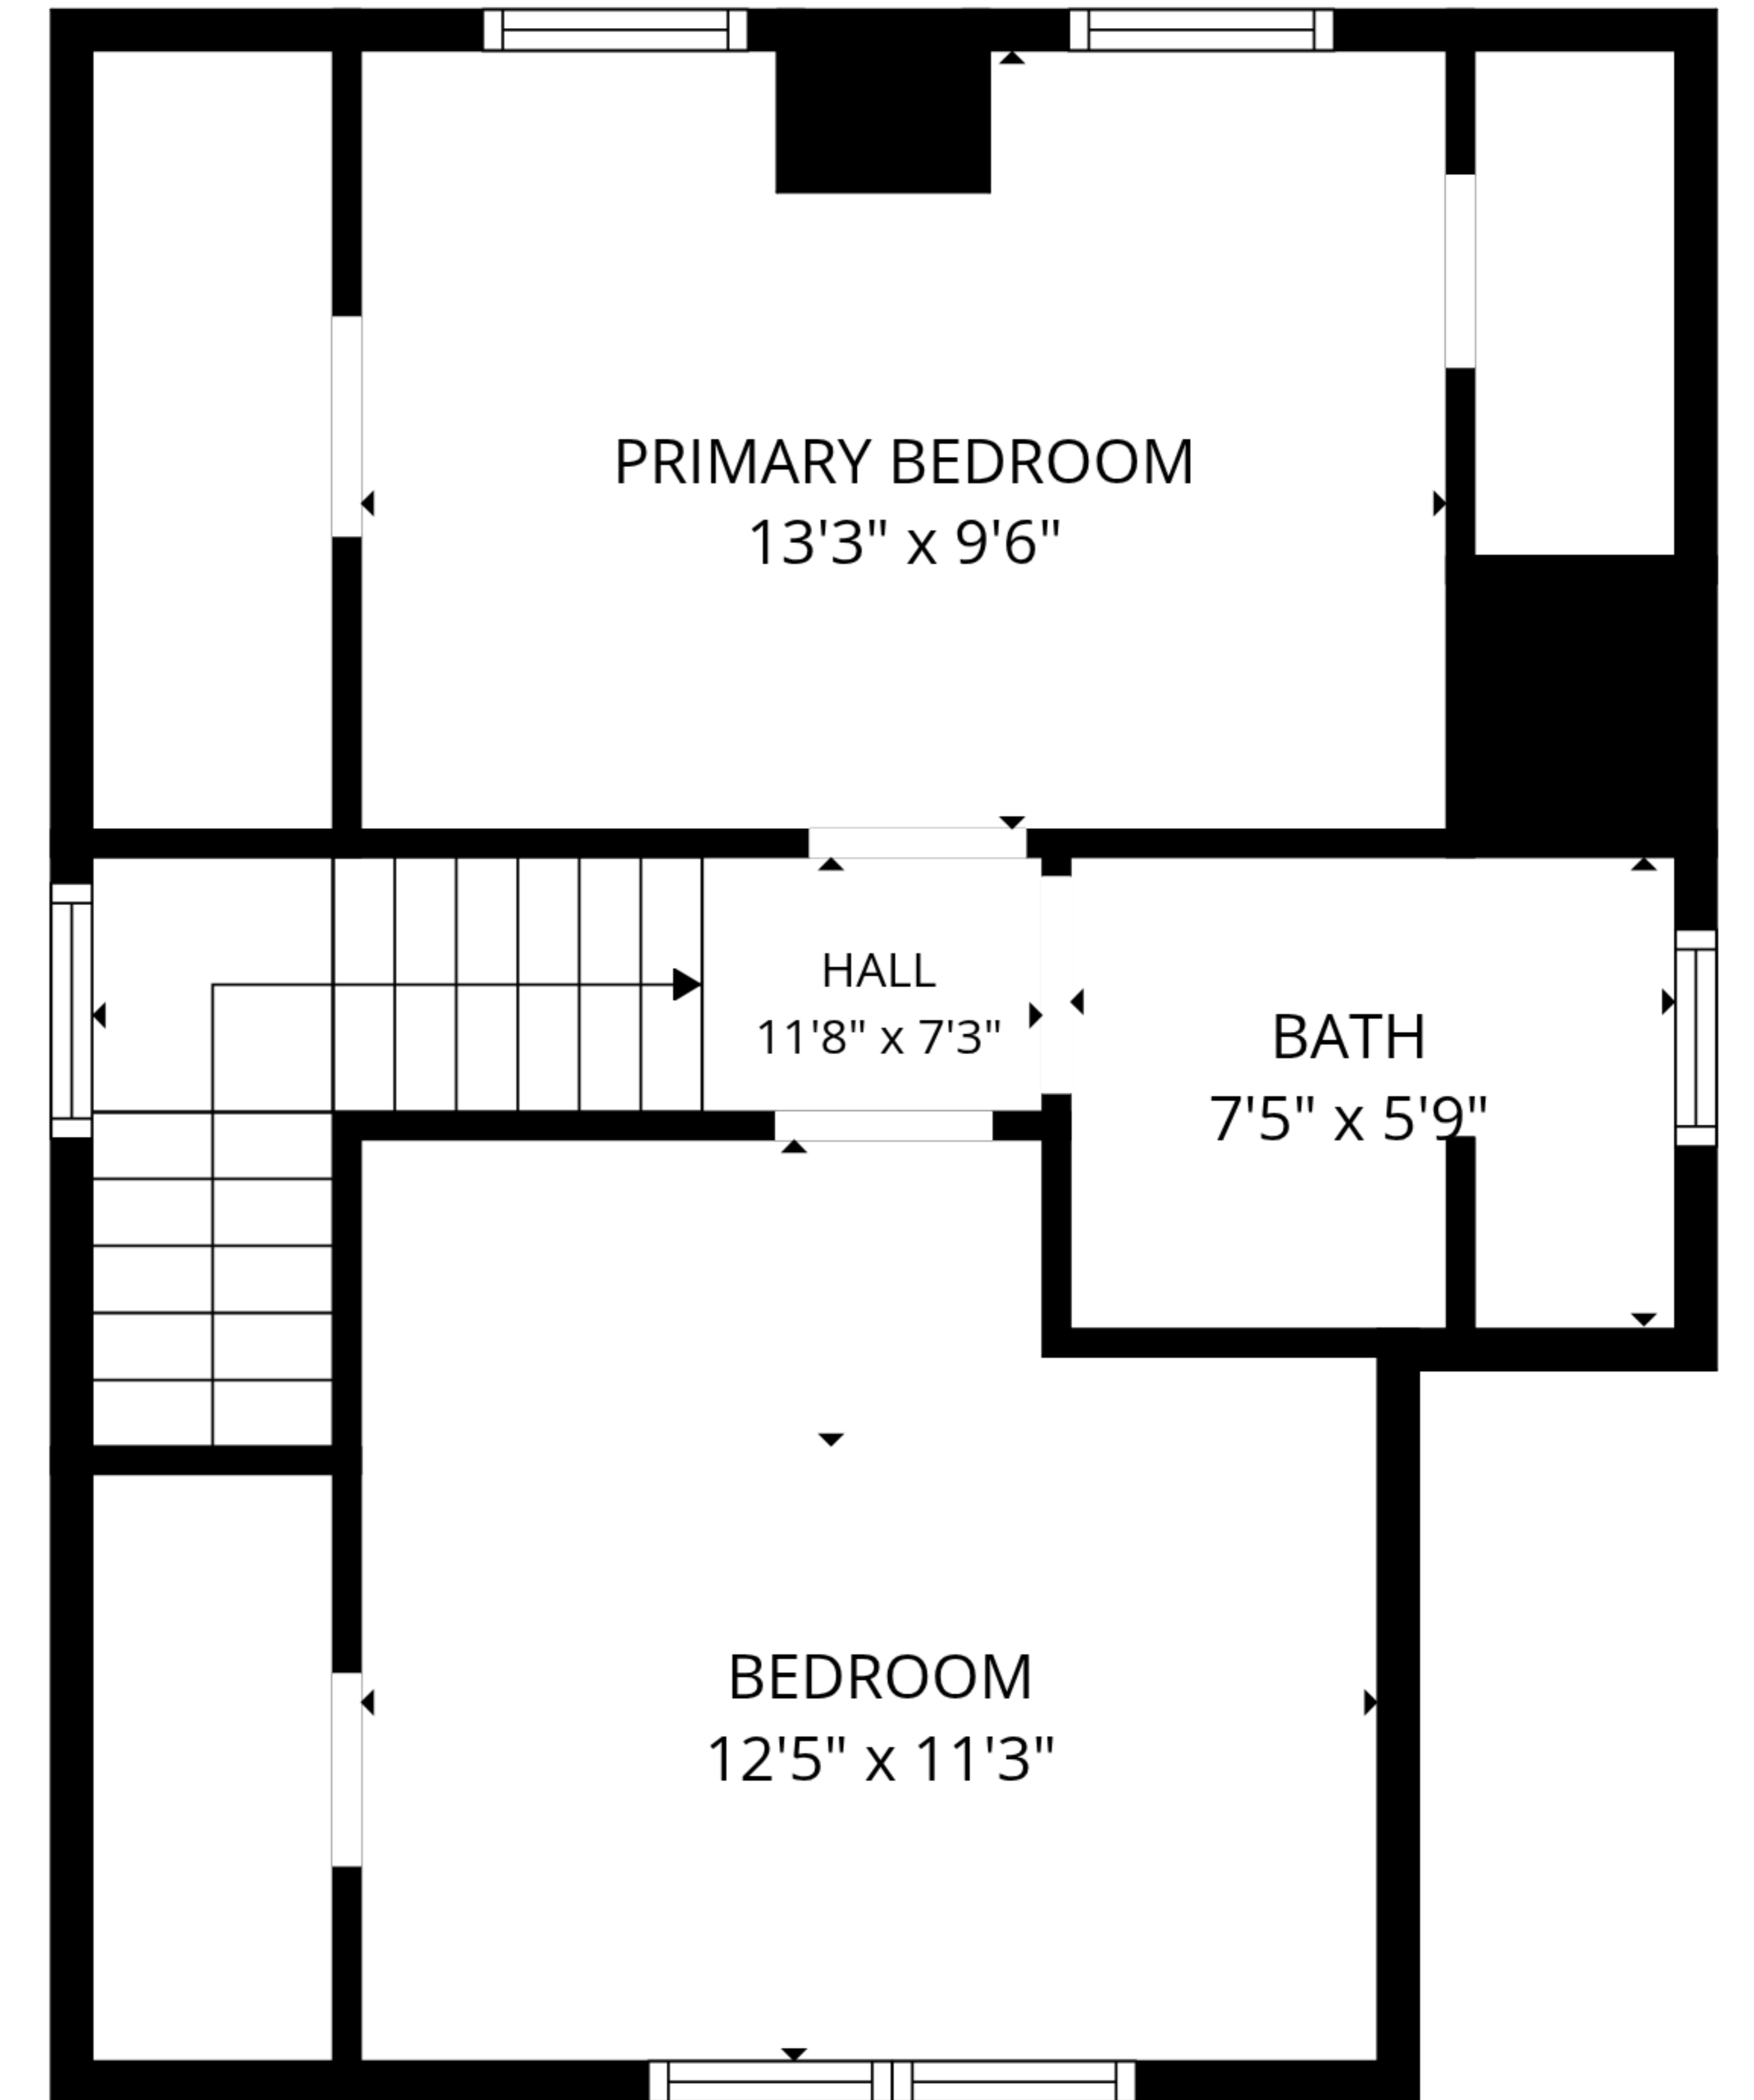 PRIMARY BEDROOM
13'3" x 9'6"
HALL
11'8" x 7'3"
BATH
7'5" x 5'9"
BEDROOM
12'5" x 11'3"